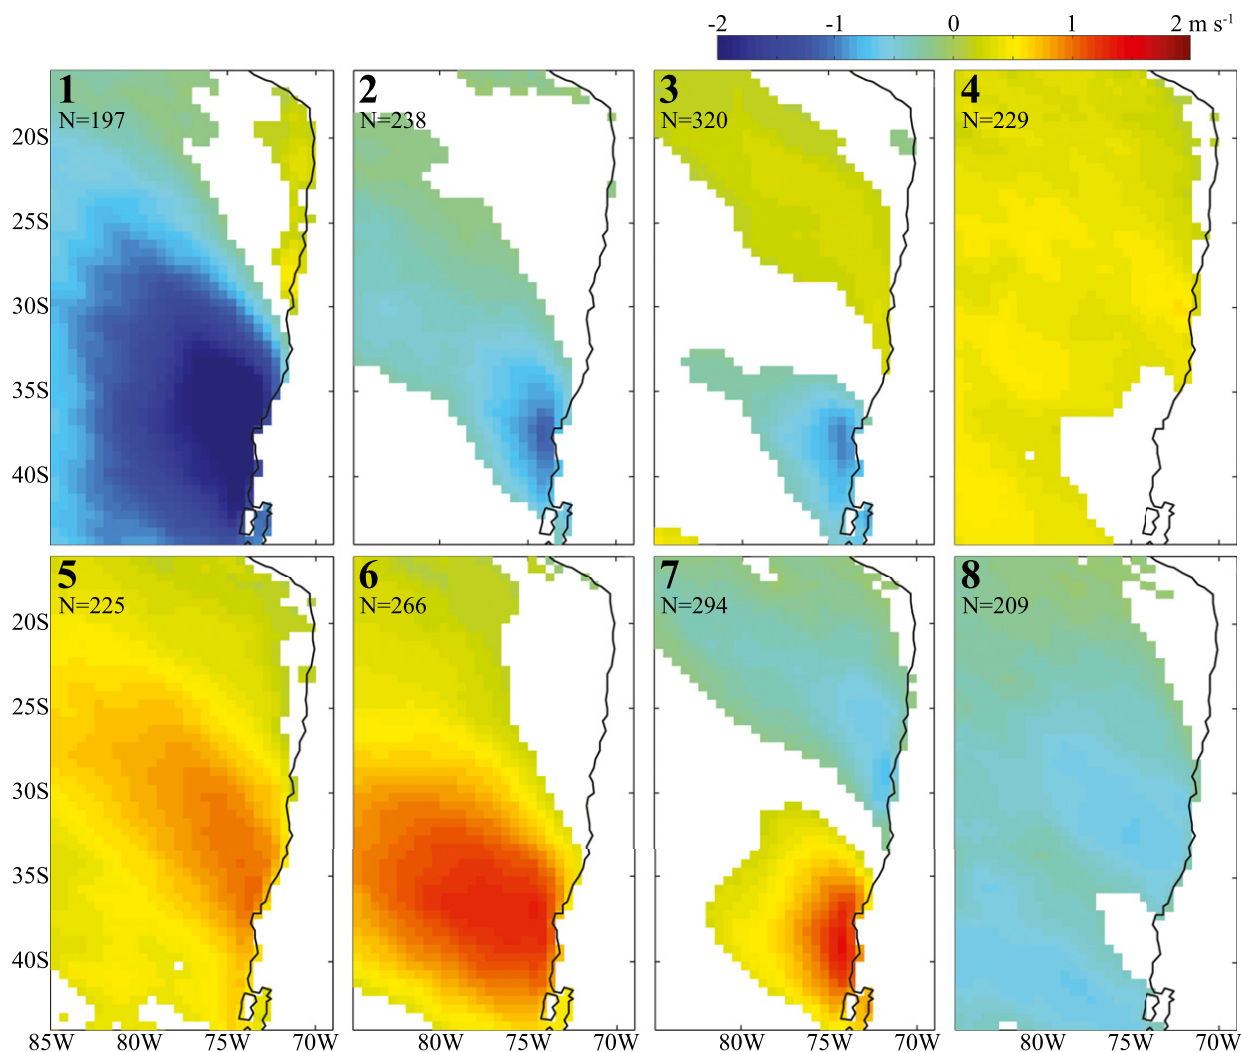 -2 -1 0 1 2 m s-1
1 2 3 4
N=197 N=238 N=320 N=229
20S
25S
30S
35S
40S
5 6 7 8
N=225 N=266 N=294 N=209
20S
25S
30S
35S
40S
85W 80W 75W 70W 80W 75W 70W 80W 75W 70W 80W 75W 70W